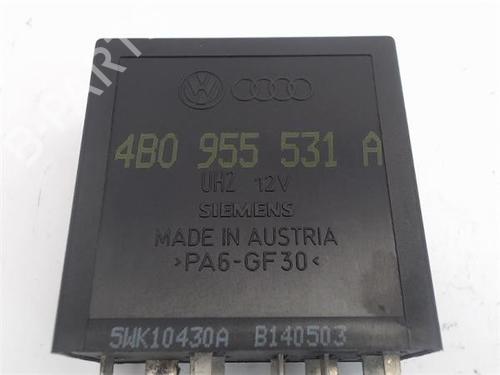 4B0 955 531 A
UH2 12V
SIEMENS
MADE IN AUSTRIA
>PA6-GF30<
5WK10430A B140503